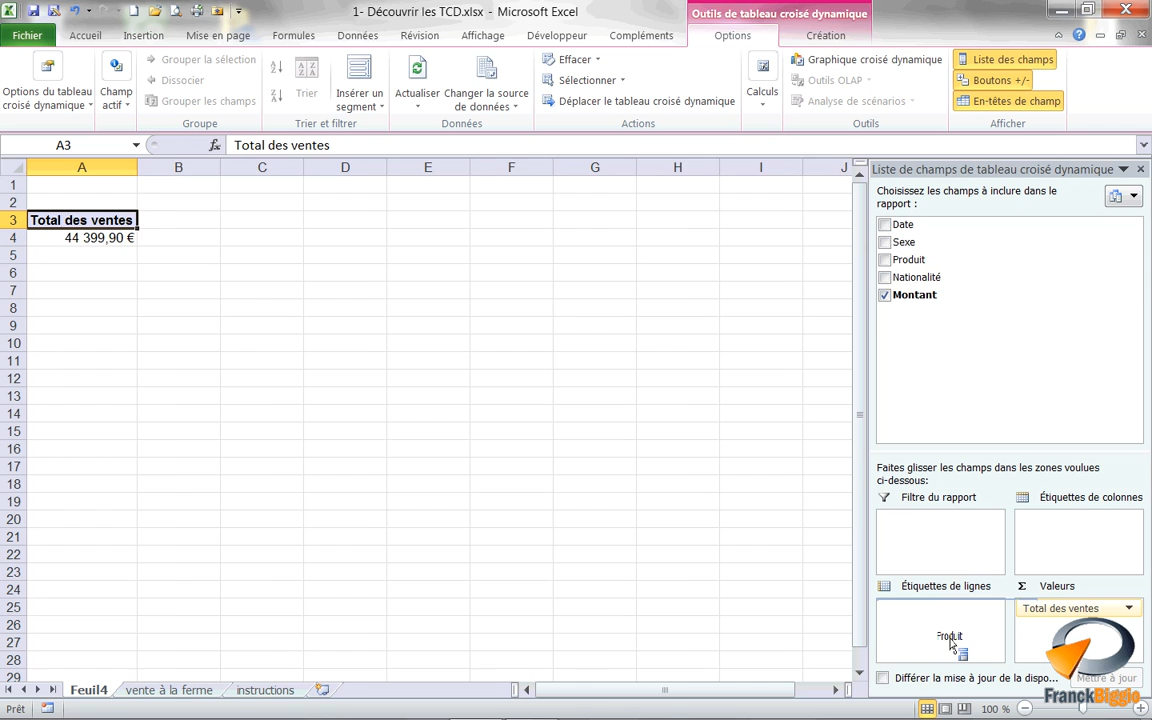 1- Découvrir les TCD.xlsx - Microsoft Excel
Outils de tableau croisé dynamique
Fichier Accueil Insertion Mise en page Formules Données Révision Affichage Développeur Compléments Options Création
Options du tableau
croisé dynamique
Champ
actif
Grouper la sélection
Dissocier
Grouper les champs
Groupe
Trier
Insérer un
segment
Trier et filtrer
Actualiser
Changer la source
de données
Données
Effacer
Sélectionner
Déplacer le tableau croisé dynamique
Actions
Calculs
Graphique croisé dynamique
Outils OLAP
Analyse de scénarios
Outils
Liste des champs
Boutons +/-
En-têtes de champ
Afficher
A3 fx Total des ventes
A B C D E F G H I J
1
2
3 Total des ventes
4 44 399,90 €
5
6
7
8
9
10
11
12
13
14
15
16
17
18
19
20
21
22
23
24
25
26
27
28
29
Liste de champs de tableau croisé dynamique
Choisissez les champs à inclure dans le
rapport :
Date
Sexe
Produit
Nationalité
Montant
Faites glisser les champs dans les zones voulues
ci-dessous:
Filtre du rapport Étiquettes de colonnes
Étiquettes de lignes Σ Valeurs
Total des ventes
Produit
Différer la mise à jour de la dispo... Mettre à jour
FranckBiggio
Feuil4 vente à la ferme instructions
Prêt 100 %